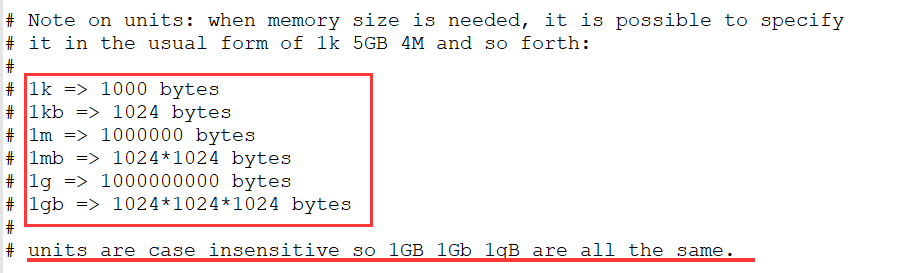 # Note on units: when memory size is needed, it is possible to specify
# it in the usual form of 1k 5GB 4M and so forth:
#
# 1k => 1000 bytes
# 1kb => 1024 bytes
# 1m => 1000000 bytes
# 1mb => 1024*1024 bytes
# 1g => 1000000000 bytes
# 1gb => 1024*1024*1024 bytes
#
# units are case insensitive so 1GB 1Gb 1gB are all the same.